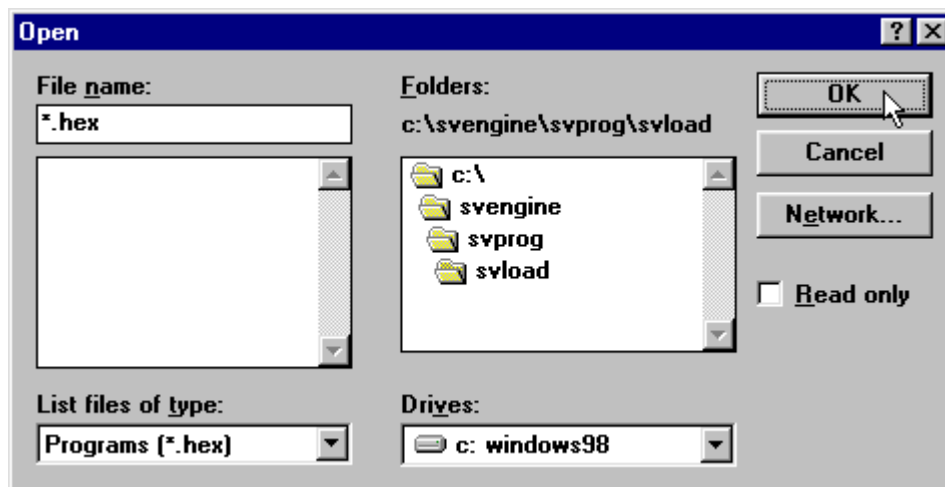 Open
File name:
*.hex
Folders:
c:\svengine\svprog\svload
c:\
svengine
svprog
svload
OK
Cancel
Network...
Read only
List files of type:
Programs (*.hex)
Drives:
c: windows98